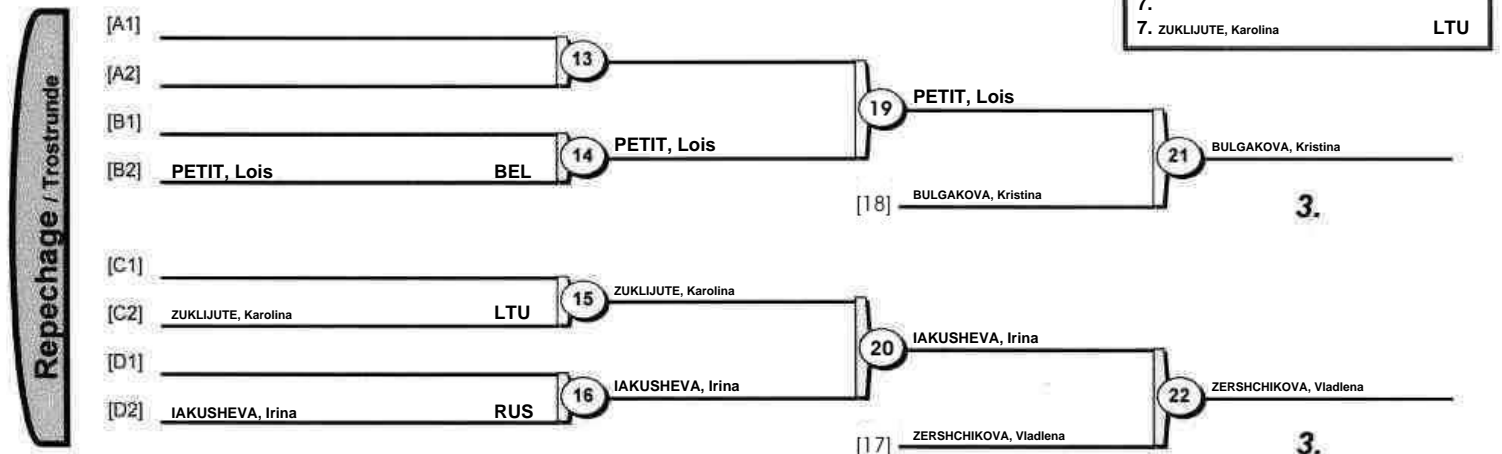 7.
7. ZUKLIJUTE, Karolina LTU
Repechage / Trostrunde
[A1]
13
[A2]
19 PETIT, Lois
[B1]
14 PETIT, Lois
[B2] PETIT, Lois BEL
21 BULGAKOVA, Kristina
[18] BULGAKOVA, Kristina
3.
[C1]
15 ZUKLIJUTE, Karolina
[C2] ZUKLIJUTE, Karolina LTU
20 IAKUSHEVA, Irina
[D1]
16 IAKUSHEVA, Irina
[D2] IAKUSHEVA, Irina RUS
22 ZERSHCHIKOVA, Vladlena
[17] ZERSHCHIKOVA, Vladlena
3.